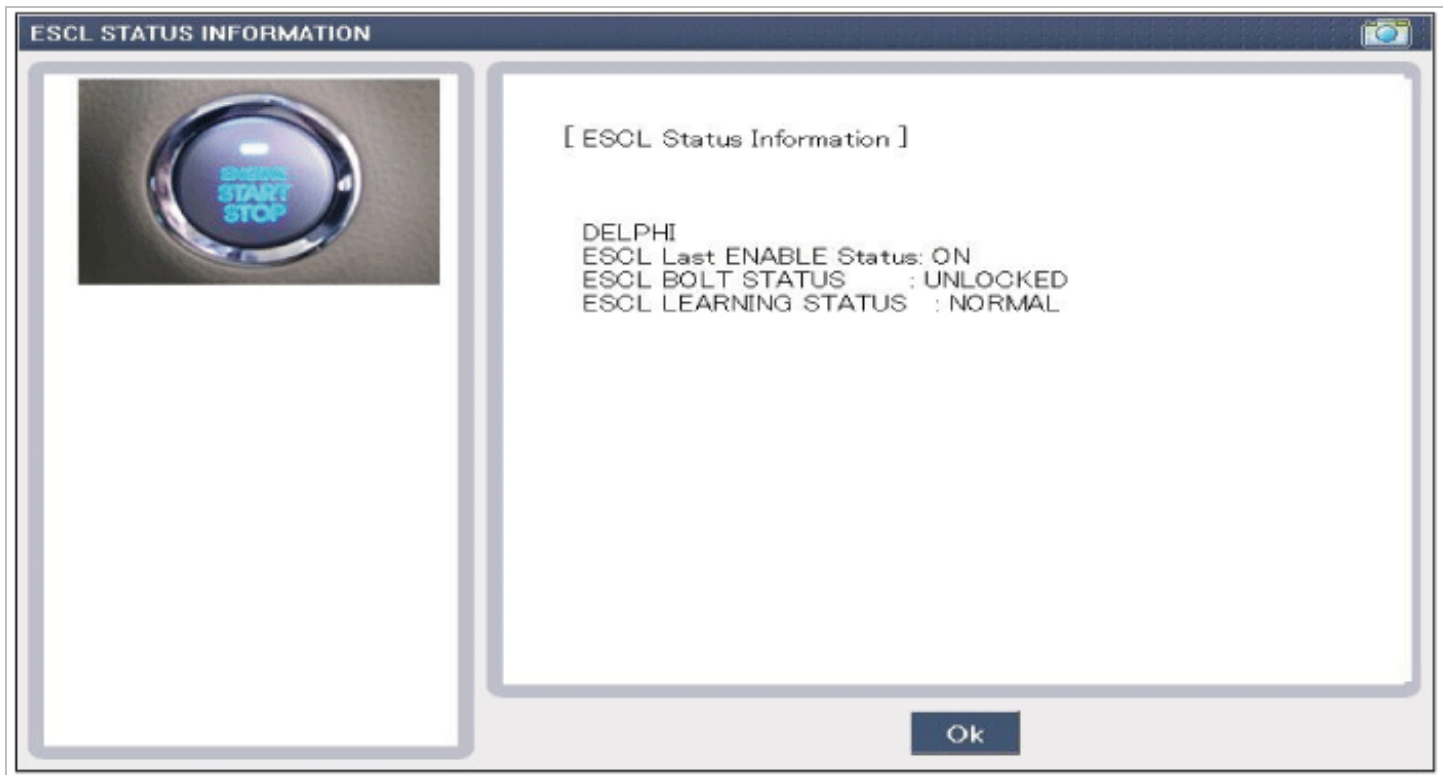 ESCL STATUS INFORMATION
ENGINE
START
STOP
[ ESCL Status Information ]
DELPHI
ESCL Last ENABLE Status: ON
ESCL BOLT STATUS : UNLOCKED
ESCL LEARNING STATUS : NORMAL
Ok